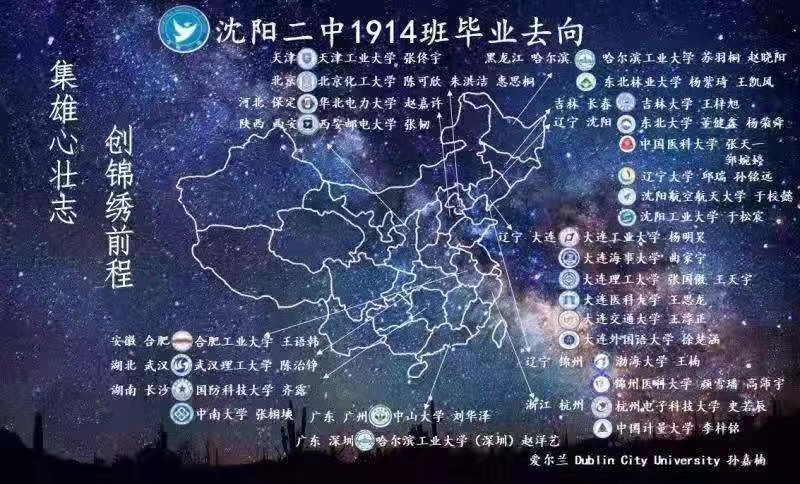 沈阳二中1914班毕业去向
集雄心壮志
创锦绣前程
天津 天津工业大学 张佟宇
北京 北京化工大学 陈可欣 朱洪洁 惠思桐
河北 保定 华北电力大学 赵嘉许
陕西 西安 西安邮电大学 张韧
黑龙江 哈尔滨 哈尔滨工业大学 苏羽桐 赵晓阳
东北林业大学 杨紫琦 王凯风
吉林 长春 吉林大学 王梓旭
辽宁 沈阳 东北大学 董健鑫 杨荣舜
中国医科大学 张天一
邹婉婷
辽宁大学 邱瑞 孙铭远
沈阳航空航天大学 于校懿
沈阳工业大学 于松宸
辽宁 大连 大连工业大学 杨明昊
大连海事大学 曲家宁
大连理工大学 张国傲 王天宇
大连医科大学 王思龙
大连交通大学 王淳正
大连外国语大学 徐楚涵
辽宁 锦州 渤海大学 王楠
锦州医科大学 颜雪瑶 高沛宇
浙江 杭州 杭州电子科技大学 史若辰
中国计量大学 李梓铭
安徽 合肥 合肥工业大学 王语韩
湖北 武汉 武汉理工大学 陈治铮
湖南 长沙 国防科技大学 齐露
中南大学 张相焕
广东 广州 中山大学 刘华泽
广东 深圳 哈尔滨工业大学（深圳）赵洋艺
爱尔兰 Dublin City University 孙嘉楠